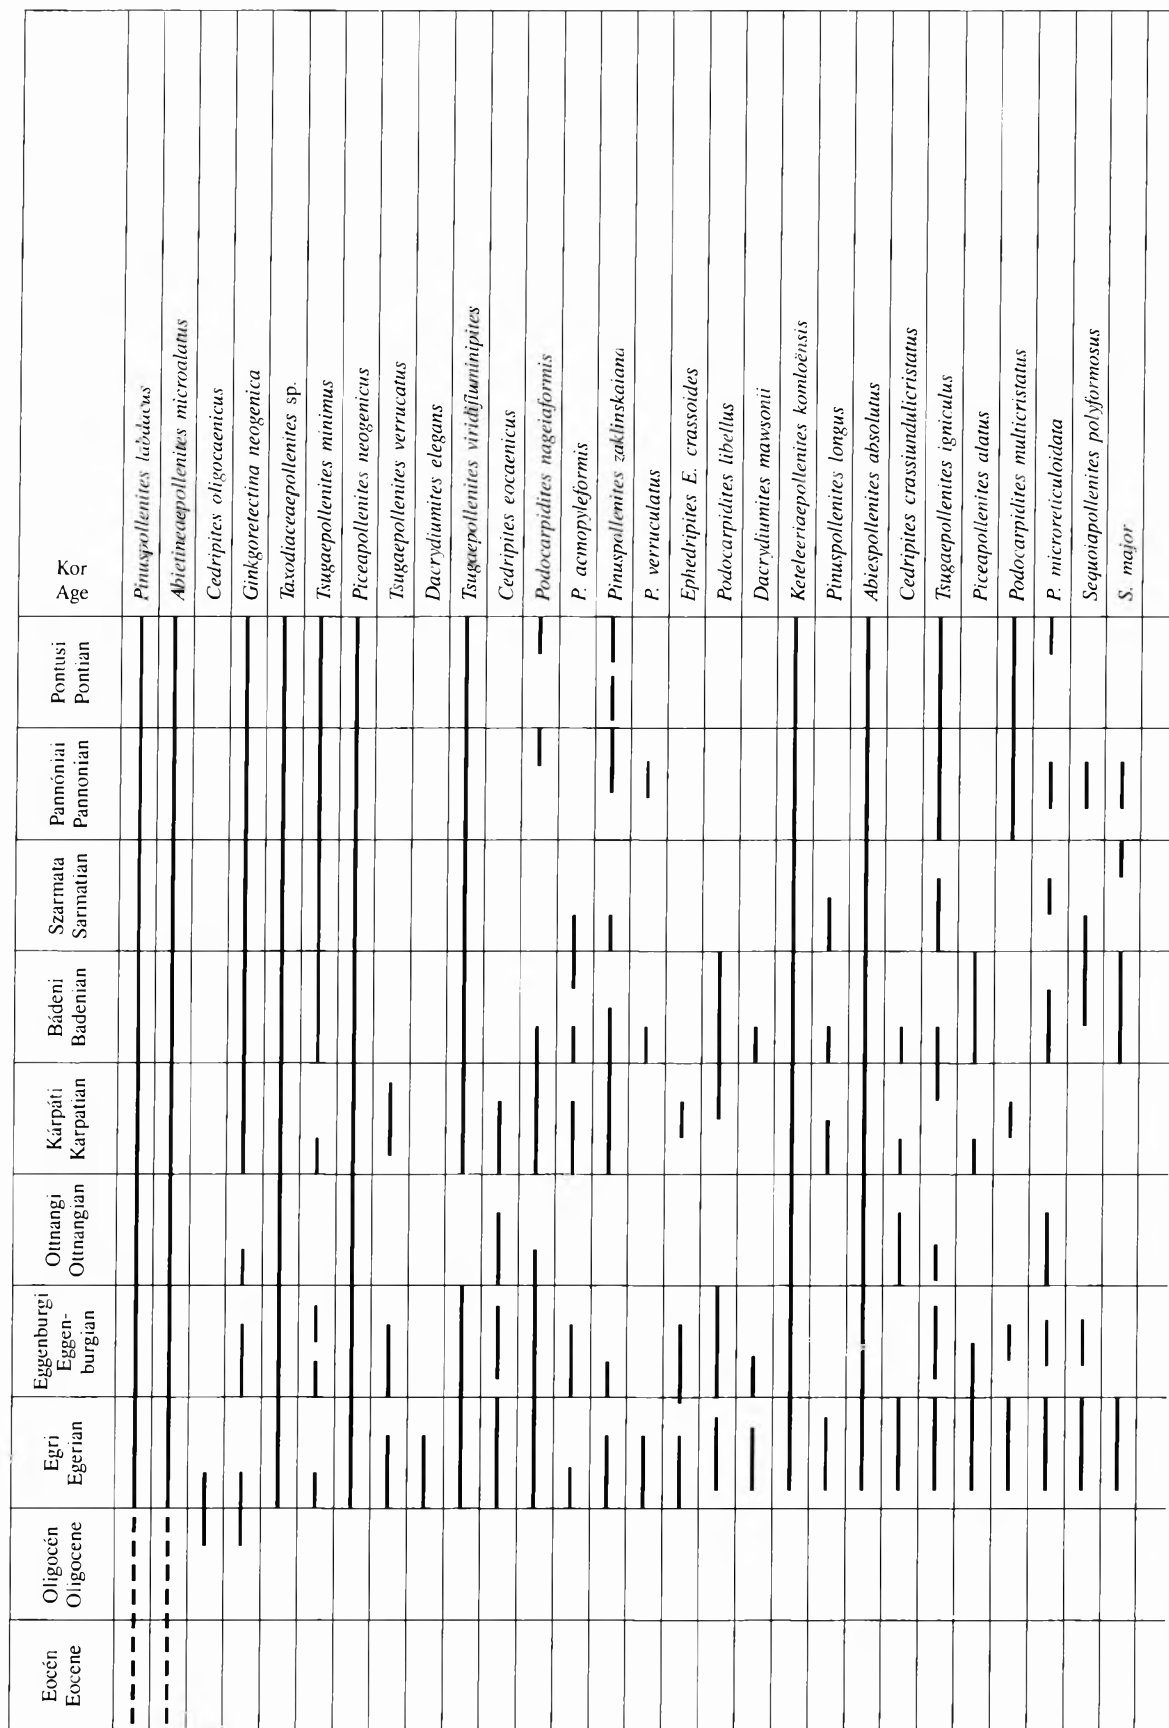 Kor
Age
Pinuspollenites labdacus
Abietineaepollenites microalatus
Cedripites oligocaenicus
Ginkgoretectina neogenica
Taxodiaceaepollenites sp.
Tsugaepollenites minimus
Piceapollenites neogenicus
Tsugaepollenites verrucatus
Dacrydiumites elegans
Tsugaepollenites viridifluminipites
Cedripites eocaenicus
Podocarpidites nageiaformis
P. acmopyleformis
Pinuspollenites zaklinskaiana
P. verruculatus
Ephedripites E. crassoides
Podocarpidites libellus
Dacrydiumites mawsonii
Keteleeriaepollenites komloënsis
Pinuspollenites longus
Abiespollenites absolutus
Cedripites crassiundulicristatus
Tsugaepollenites igniculus
Piceapollenites alatus
Podocarpidites multicristatus
P. microreticuloidata
Sequoiapollenites polyformosus
S. major
Pontusi
Pontian
Pannóniai
Pannonian
Szarmata
Sarmatian
Bádeni
Badenian
Kárpáti
Karpatian
Ottnangi
Ottnangian
Eggenburgi
Eggen-
burgian
Egri
Egerian
Oligocén
Oligocene
Eocén
Eocene